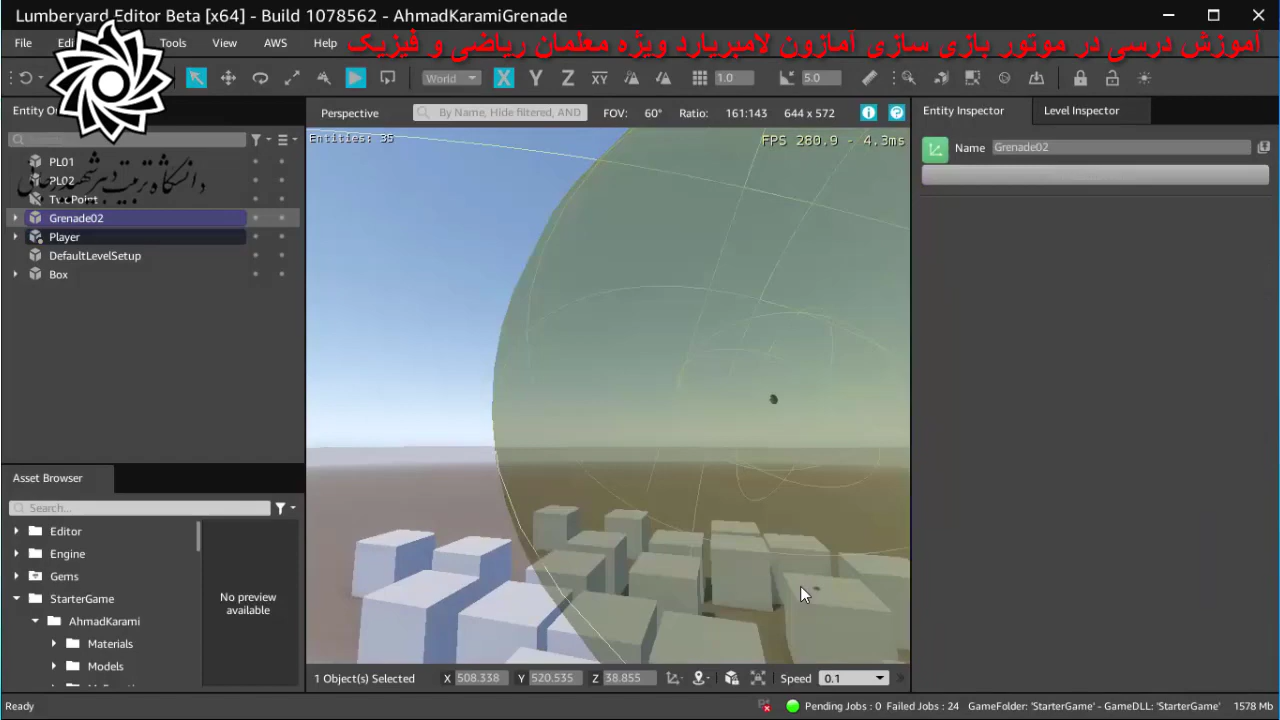 Lumberyard Editor Beta [x64] - Build 1078562 - AhmadKaramiGrenade
File Tools View AWS Help
آموزش درسی در موتور بازی سازی آمازون لامبریارد ویژه معلمان ریاضی و فیزیک
World X Y Z XY 1.0 5.0
Perspective By Name, Hide filtered, AND FOV: 60° Ratio: 161:143 644 x 572
Entity Inspector Level Inspector
Entities: 35
FPS 280.9 - 4.3ms
Name Grenade02
PL01
PL02
Grenade02
Player
DefaultLevelSetup
Box
Asset Browser
Search...
Editor
Engine
Gems
StarterGame
AhmadKarami
Materials
Models
No preview
available
1 Object(s) Selected X 508.338 Y 520.535 Z 38.855 Speed 0.1
Ready
Pending Jobs : 0 Failed Jobs : 24 GameFolder: 'StarterGame' - GameDLL: 'StarterGame' 1578 Mb